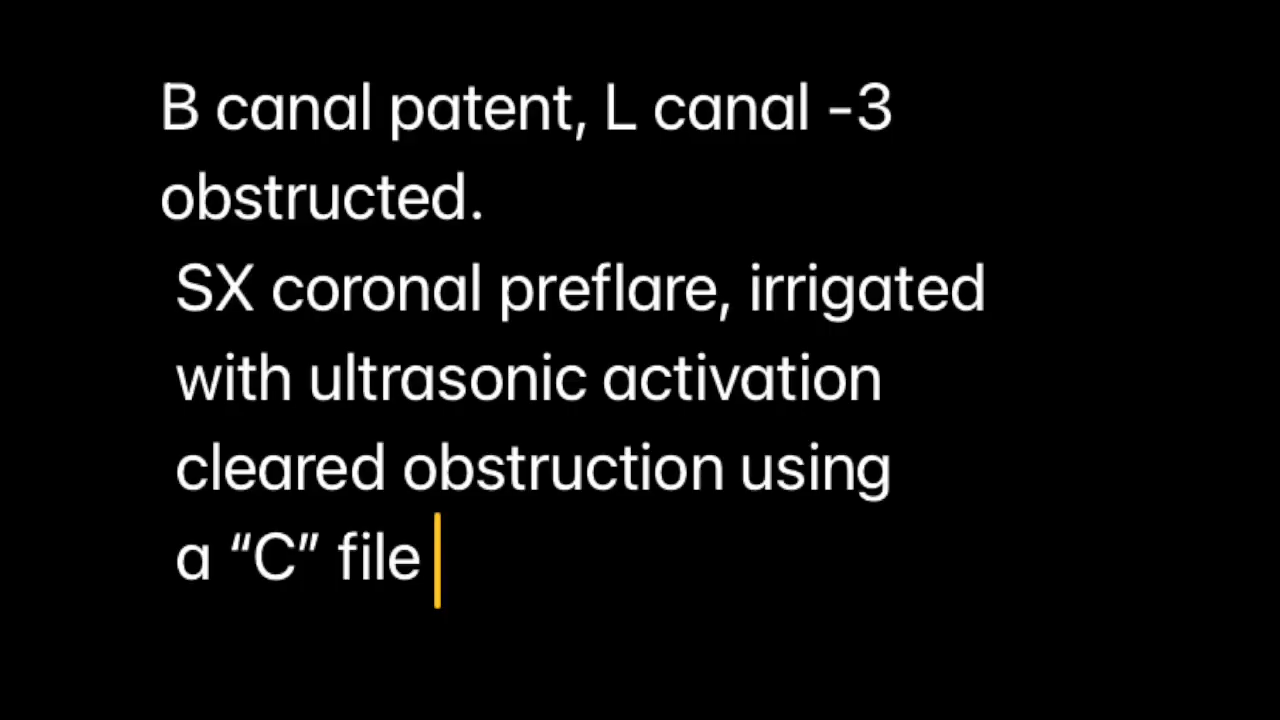 B canal patent, L canal -3
obstructed.
SX coronal preflare, irrigated
with ultrasonic activation
cleared obstruction using
a “C” file